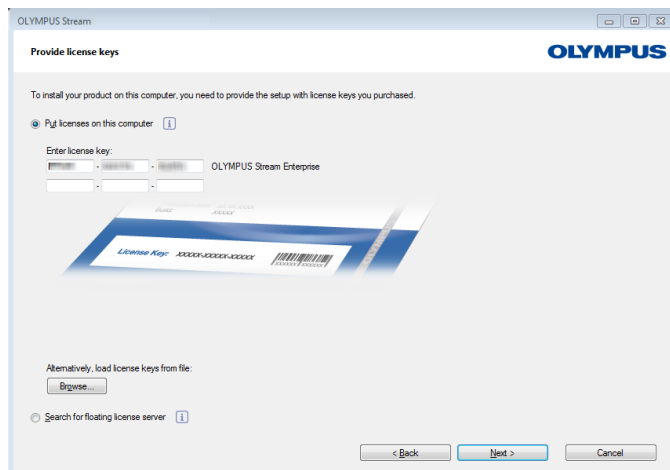 OLYMPUS Stream
Provide license keys
OLYMPUS
To install your product on this computer, you need to provide the setup with license keys you purchased.
Put licenses on this computer
Enter license key:
- - OLYMPUS Stream Enterprise
- -
XXXXX
License Key: XXXXX-XXXXX-XXXXX
Alternatively, load license keys from file:
Browse...
Search for floating license server
< Back Next > Cancel